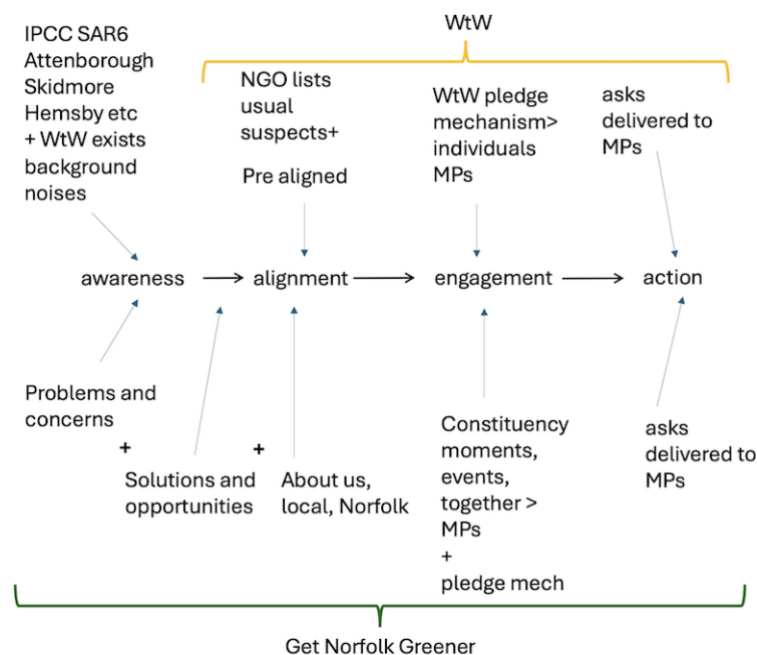 WtW
IPCC SAR6
Attenborough
Skidmore
Hemsby etc
+ WtW exists
background
noises
NGO lists
usual
suspects+
Pre aligned
WtW pledge
mechanism>
individuals
MPs
asks
delivered to
MPs
awareness
alignment
engagement
action
Problems and
concerns
+
Solutions and
opportunities
+
About us,
local, Norfolk
Constituency
moments,
events,
together >
MPs
+
pledge mech
asks
delivered to
MPs
Get Norfolk Greener